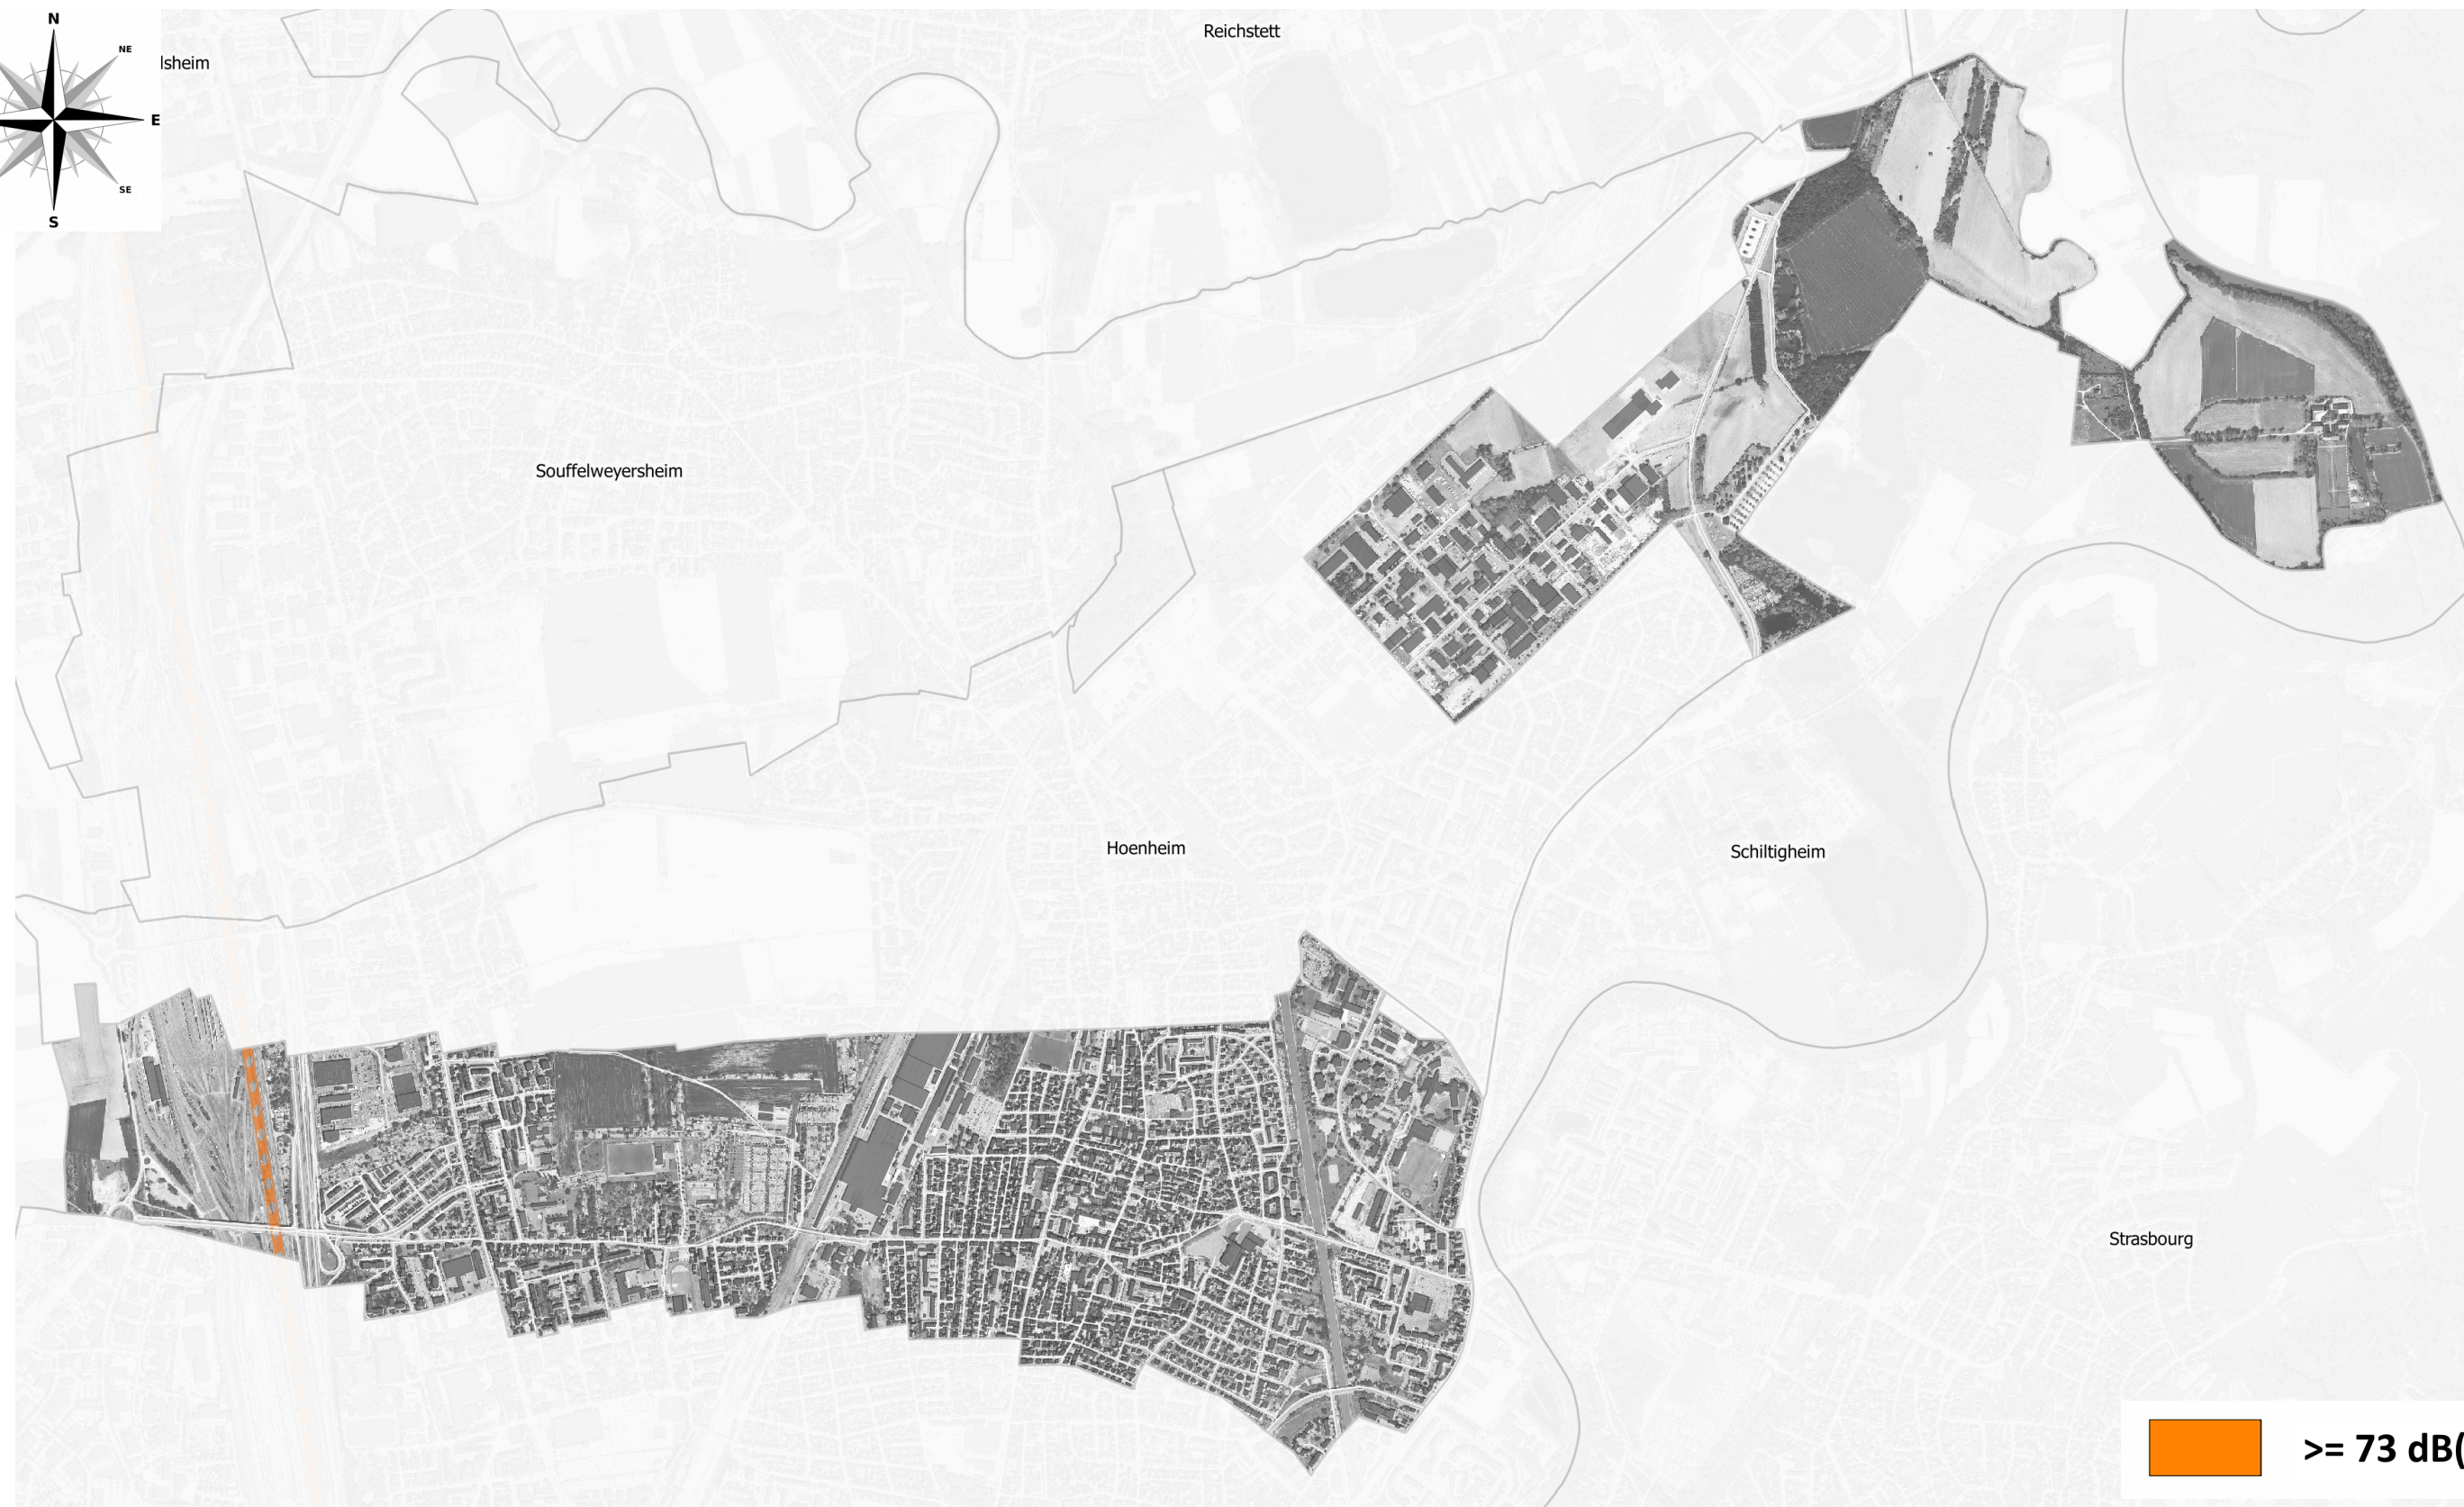 N
NE
lsheim
E
SE
S
Reichstett
Souffelweyersheim
Hoenheim
Schiltigheim
Strasbourg
>= 73 dB(